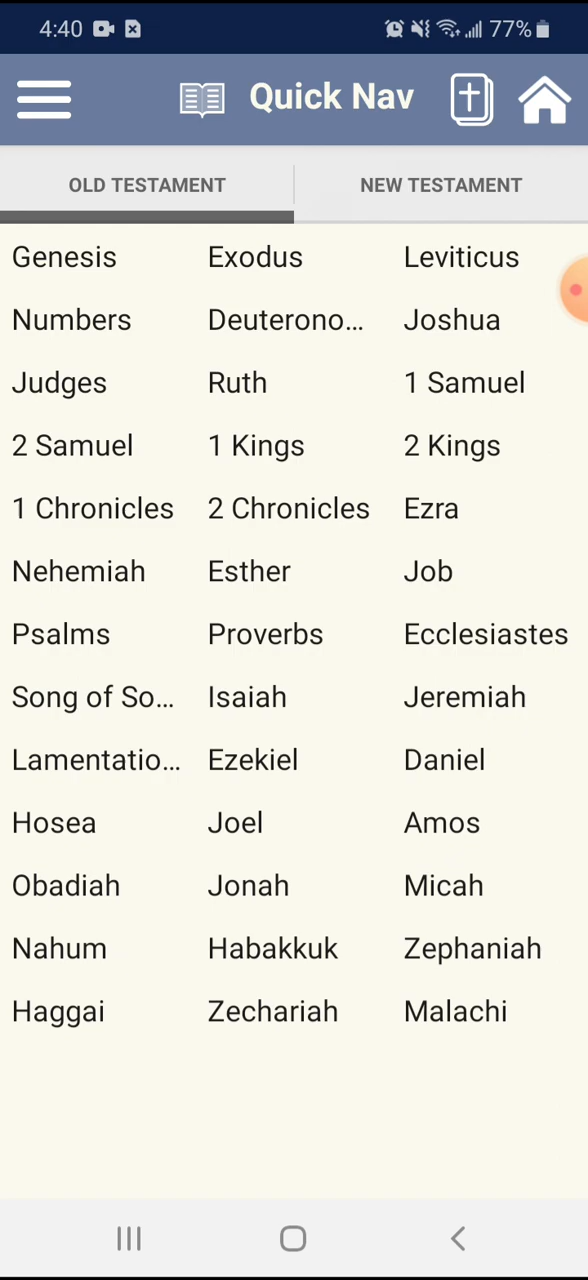 4:40 77%
Quick Nav
OLD TESTAMENT NEW TESTAMENT
Genesis Exodus Leviticus
Numbers Deuterono... Joshua
Judges Ruth 1 Samuel
2 Samuel 1 Kings 2 Kings
1 Chronicles 2 Chronicles Ezra
Nehemiah Esther Job
Psalms Proverbs Ecclesiastes
Song of So... Isaiah Jeremiah
Lamentatio... Ezekiel Daniel
Hosea Joel Amos
Obadiah Jonah Micah
Nahum Habakkuk Zephaniah
Haggai Zechariah Malachi